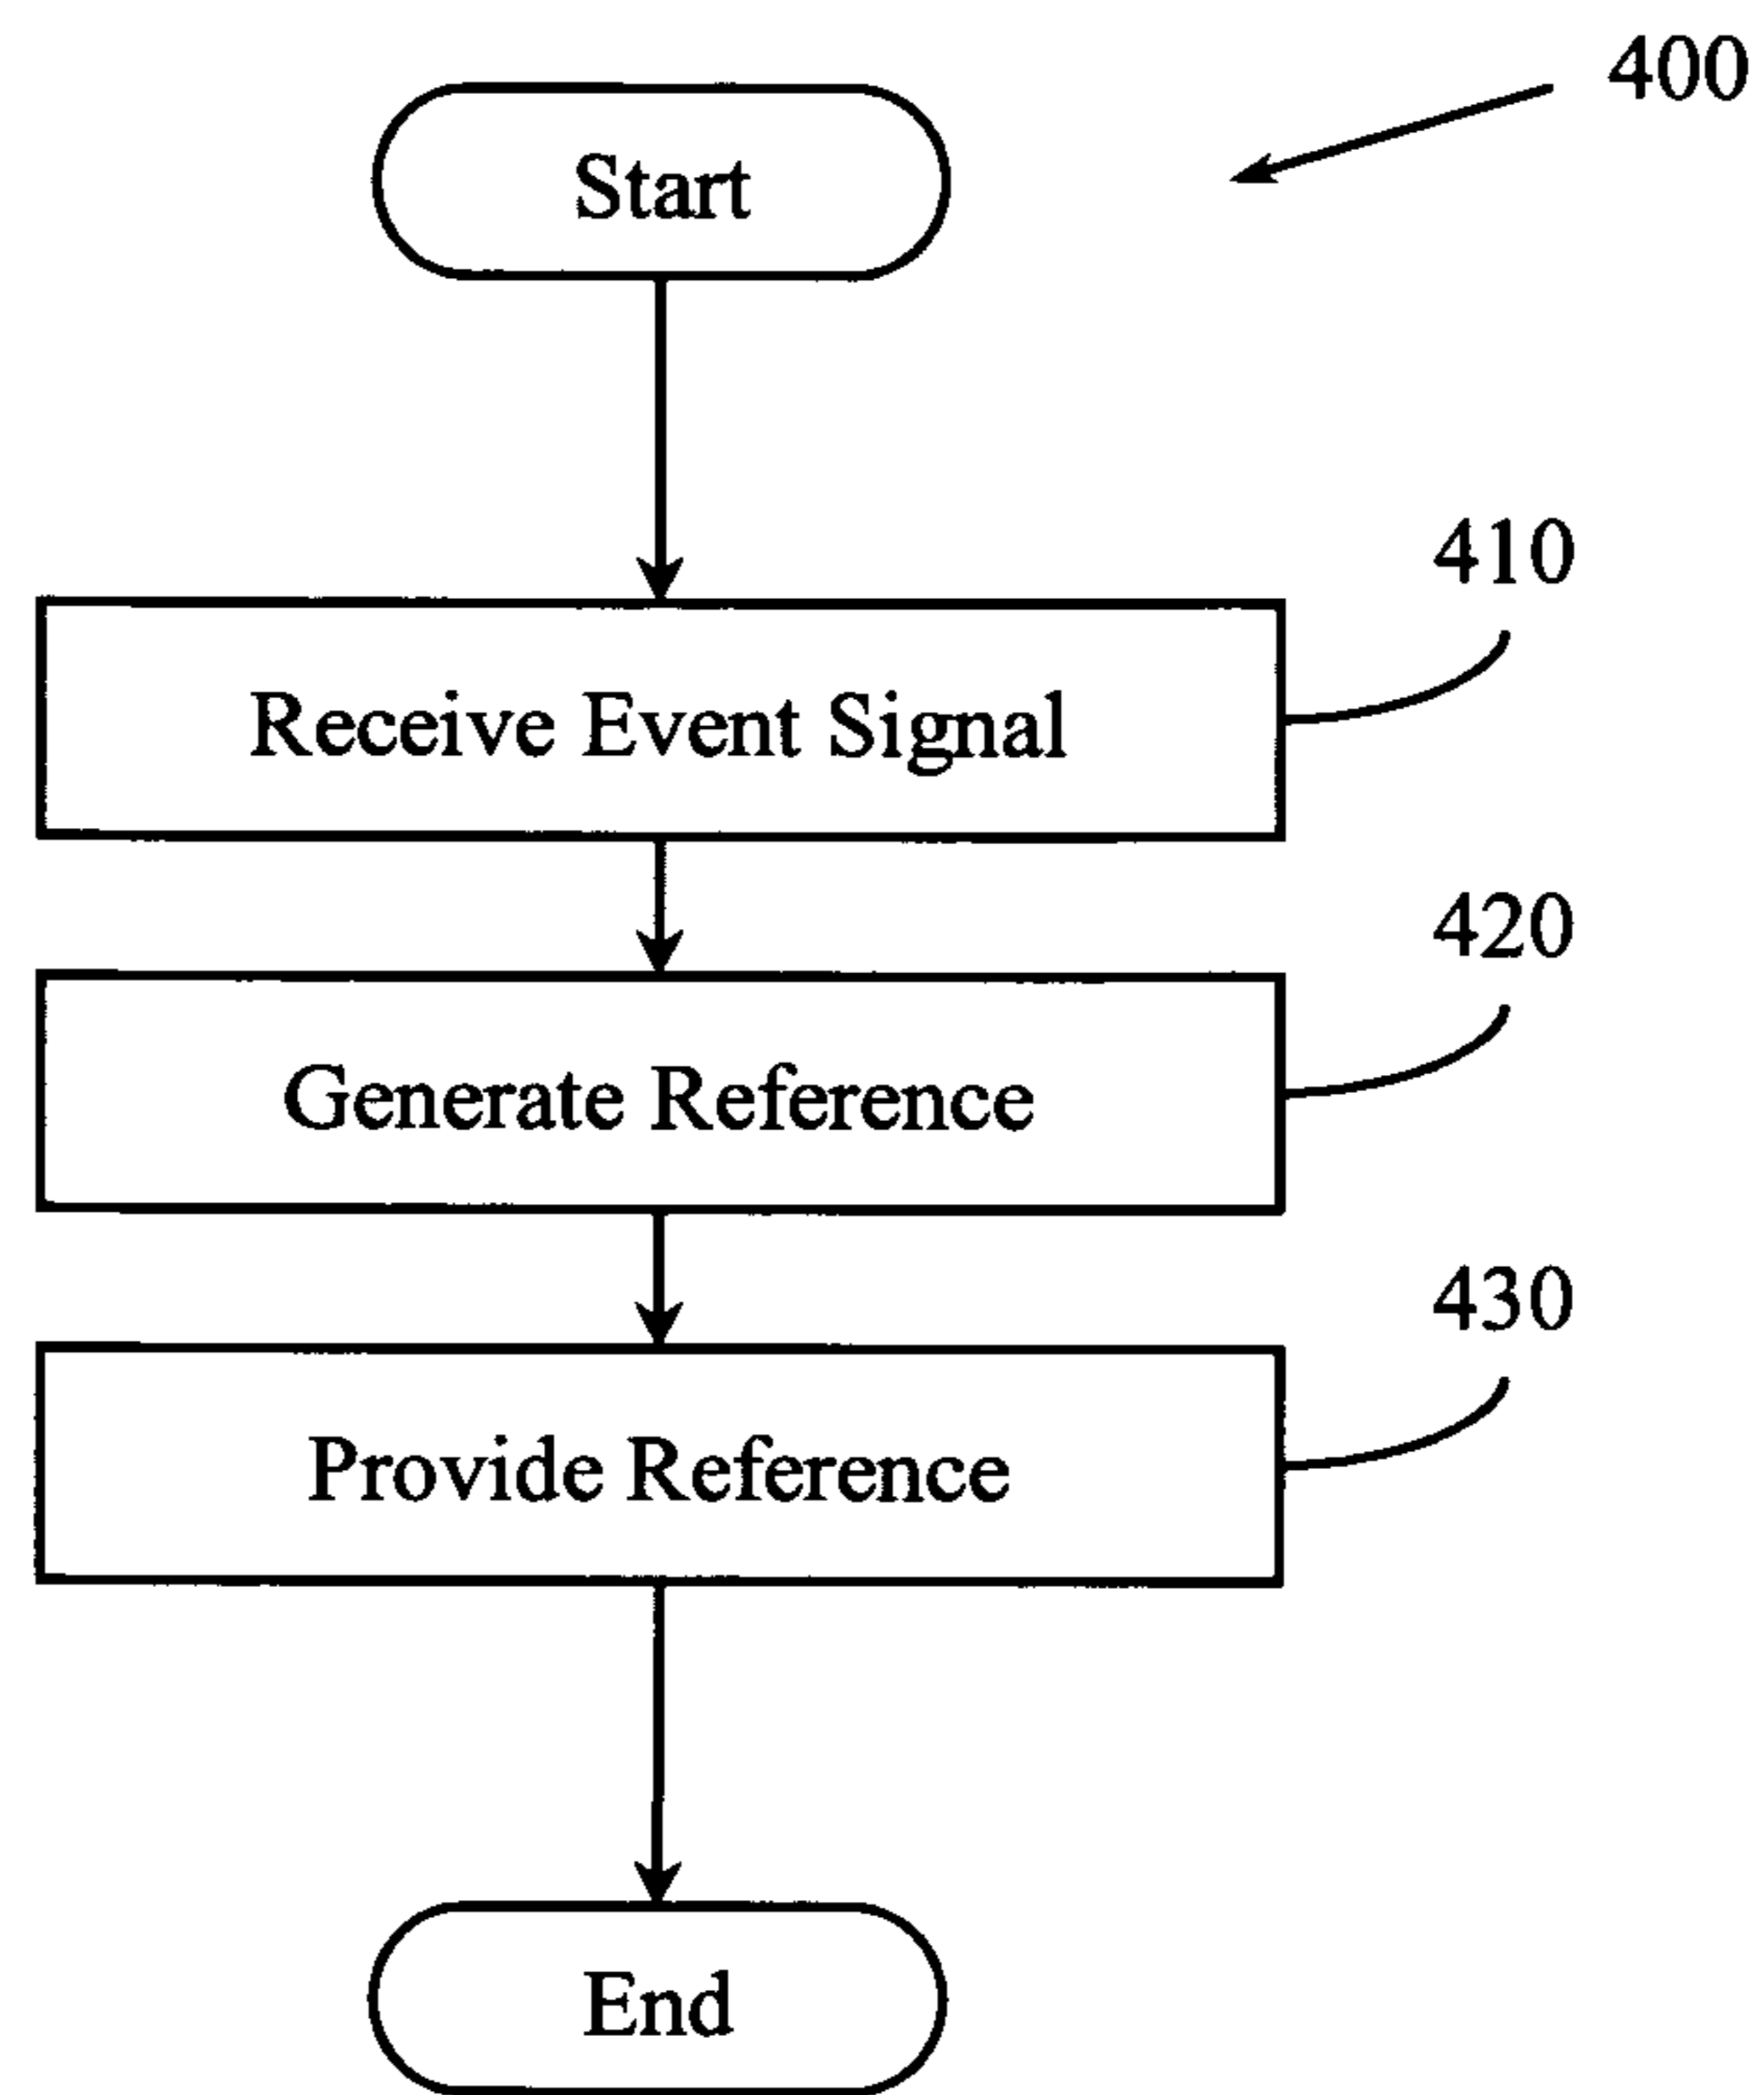 400
Start
410
Receive Event Signal
420
Generate Reference
430
Provide Reference
End